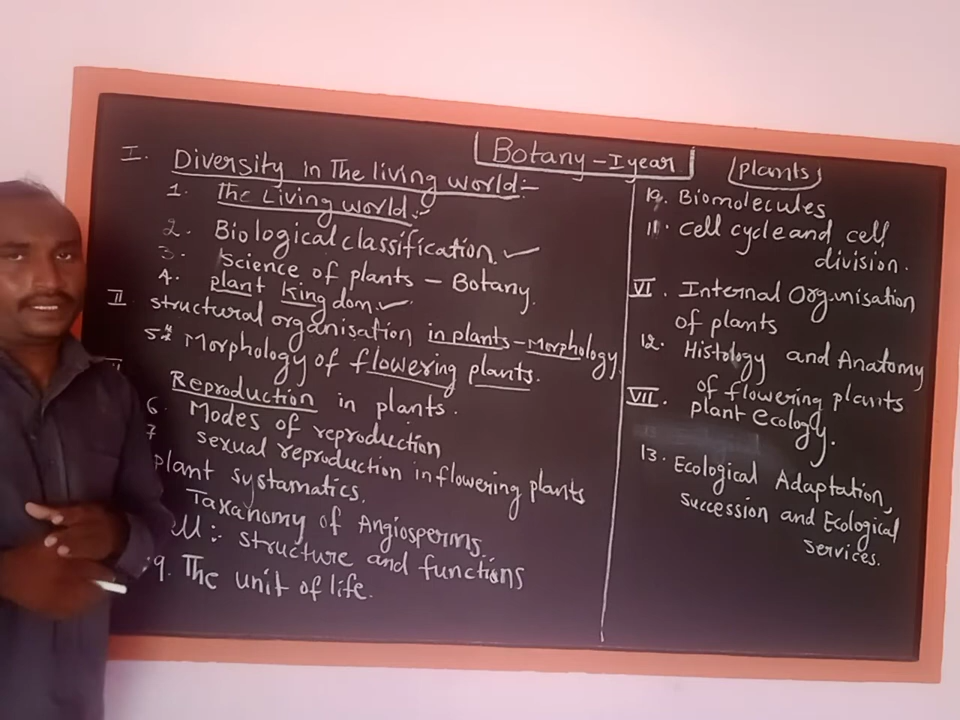 Botany - I year
plants
I. Diversity in The living world:-
1. The Living world:-
2. Biological classification. ✓
3. Science of plants - Botany.
4. plant Kingdom. ✓
II structural organisation in plants - Morphology
5. Morphology of flowering plants.
Reproduction in plants.
6. Modes of reproduction
7 sexual reproduction in flowering plants
plant systamatics.
Taxanomy of Angiosperms.
structure and functions
9. The unit of life.
10. Biomolecules
11. cell cycle and cell
division.
VI. Internal Organisation
of plants
12. Histology and Anatomy
of flowering plants
VII. plant ecology.
13. Ecological Adaptation,
succession and Ecological
services.